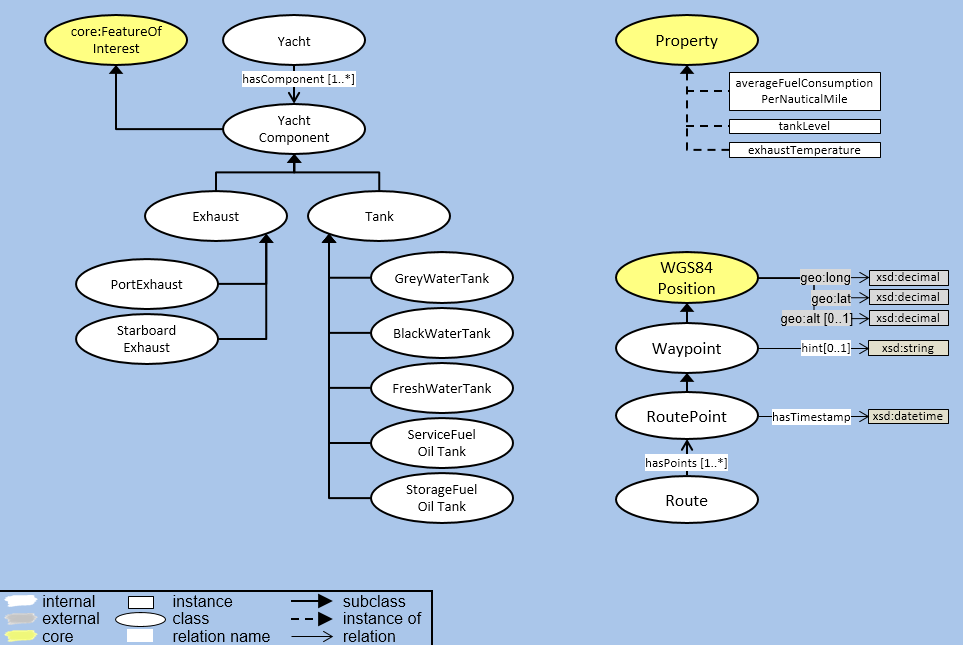 core:FeatureOf
Interest
Yacht
hasComponent [1..*]
Yacht
Component
Exhaust
Tank
PortExhaust
Starboard
Exhaust
GreyWaterTank
BlackWaterTank
FreshWaterTank
ServiceFuel
Oil Tank
StorageFuel
Oil Tank
Property
averageFuelConsumption
PerNauticalMile
tankLevel
exhaustTemperature
WGS84
Position
geo:long
xsd:decimal
geo:lat
xsd:decimal
geo:alt [0..1]
xsd:decimal
Waypoint
hint[0..1]
xsd:string
RoutePoint
hasTimestamp
xsd:datetime
hasPoints [1..*]
Route
internal
instance
subclass
external
class
instance of
core
relation name
relation